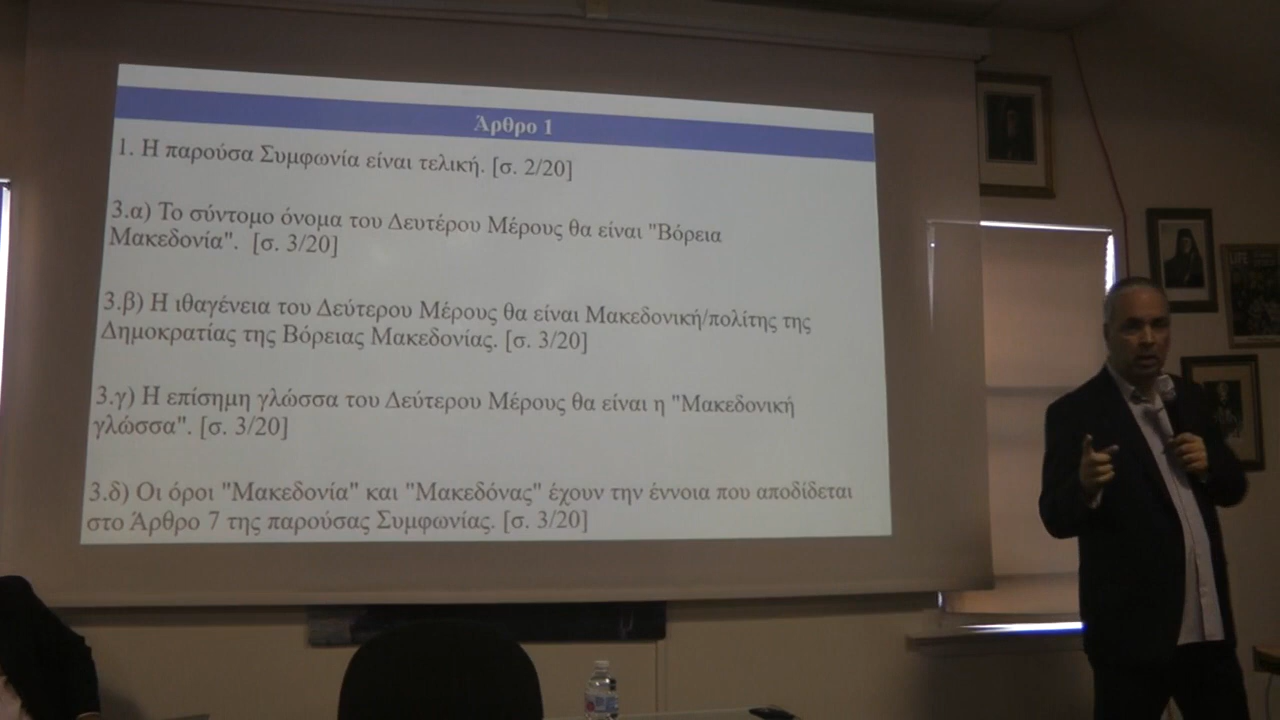 Άρθρο 1
1. Η παρούσα Συμφωνία είναι τελική. [σ. 2/20]
3.α) Το σύντομο όνομα του Δευτέρου Μέρους θα είναι "Βόρεια
Μακεδονία". [σ. 3/20]
3.β) Η ιθαγένεια του Δεύτερου Μέρους θα είναι Μακεδονική/πολίτης της
Δημοκρατίας της Βόρειας Μακεδονίας. [σ. 3/20]
3.γ) Η επίσημη γλώσσα του Δεύτερου Μέρους θα είναι η "Μακεδονική
γλώσσα". [σ. 3/20]
3.δ) Οι όροι "Μακεδονία" και "Μακεδόνας" έχουν την έννοια που αποδίδεται
στο Άρθρο 7 της παρούσας Συμφωνίας. [σ. 3/20]
LIFE